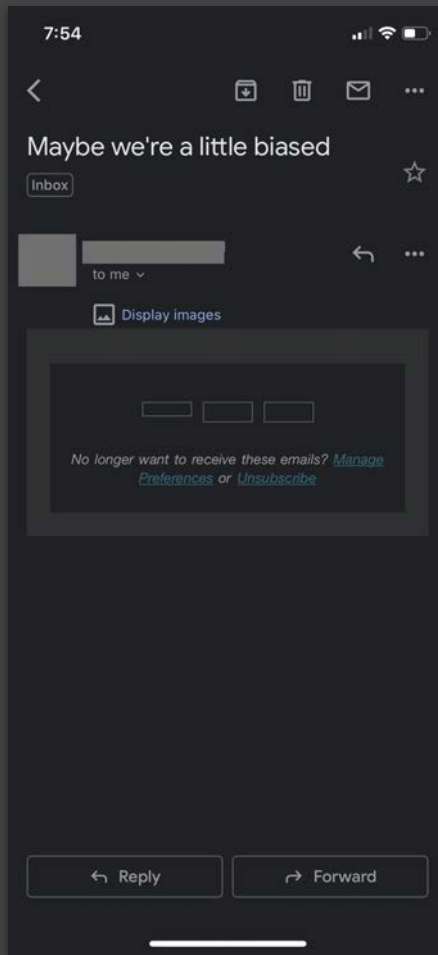 7:54
Maybe we're a little biased
Inbox
to me
Display images
No longer want to receive these emails? Manage
Preferences or Unsubscribe
Reply
Forward